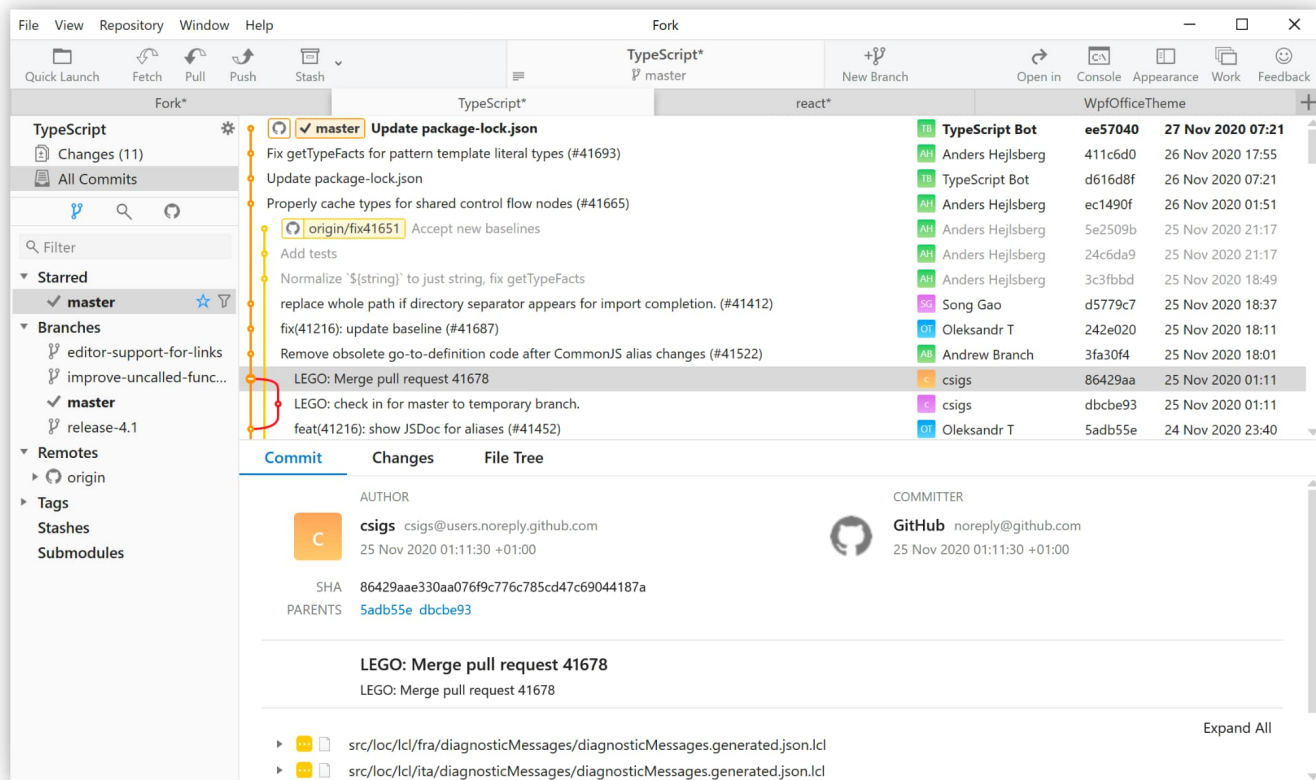 File View Repository Window Help Fork
Quick Launch Fetch Pull Push Stash TypeScript* master New Branch Open in Console Appearance Work Feedback
Fork* TypeScript* react* WpfOfficeTheme
TypeScript
Changes (11)
All Commits
Filter
Starred
master
Branches
editor-support-for-links
improve-uncalled-func...
master
release-4.1
Remotes
origin
Tags
Stashes
Submodules
master Update package-lock.json TB TypeScript Bot ee57040 27 Nov 2020 07:21
Fix getTypeFacts for pattern template literal types (#41693) AH Anders Hejlsberg 411c6d0 26 Nov 2020 17:55
Update package-lock.json TB TypeScript Bot d616d8f 26 Nov 2020 07:21
Properly cache types for shared control flow nodes (#41665) AH Anders Hejlsberg ec1490f 26 Nov 2020 01:51
origin/fix41651 Accept new baselines AH Anders Hejlsberg 5e2509b 25 Nov 2020 21:17
Add tests AH Anders Hejlsberg 24c6da9 25 Nov 2020 21:17
Normalize `${string}` to just string, fix getTypeFacts AH Anders Hejlsberg 3c3fbbd 25 Nov 2020 18:49
replace whole path if directory separator appears for import completion. (#41412) SG Song Gao d5779c7 25 Nov 2020 18:37
fix(41216): update baseline (#41687) OT Oleksandr T 242e020 25 Nov 2020 18:11
Remove obsolete go-to-definition code after CommonJS alias changes (#41522) AB Andrew Branch 3fa30f4 25 Nov 2020 18:01
LEGO: Merge pull request 41678 C csigs 86429aa 25 Nov 2020 01:11
LEGO: check in for master to temporary branch. C csigs dbcbe93 25 Nov 2020 01:11
feat(41216): show JSDoc for aliases (#41452) OT Oleksandr T 5adb55e 24 Nov 2020 23:40
Commit Changes File Tree
AUTHOR COMMITTER
C csigs csigs@users.noreply.github.com GitHub noreply@github.com
25 Nov 2020 01:11:30 +01:00 25 Nov 2020 01:11:30 +01:00
SHA 86429aae330aa076f9c776c785cd47c69044187a
PARENTS 5adb55e dbcbe93
LEGO: Merge pull request 41678
LEGO: Merge pull request 41678
Expand All
src/loc/lcl/fra/diagnosticMessages/diagnosticMessages.generated.json.lcl
src/loc/lcl/ita/diagnosticMessages/diagnosticMessages.generated.json.lcl